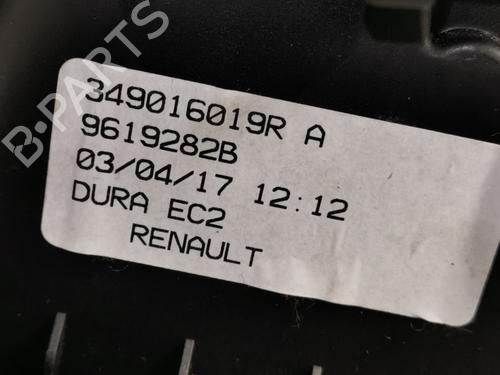 B-PARTS
349016019R A
9619282B
03/04/17 12:12
DURA EC2
RENAULT